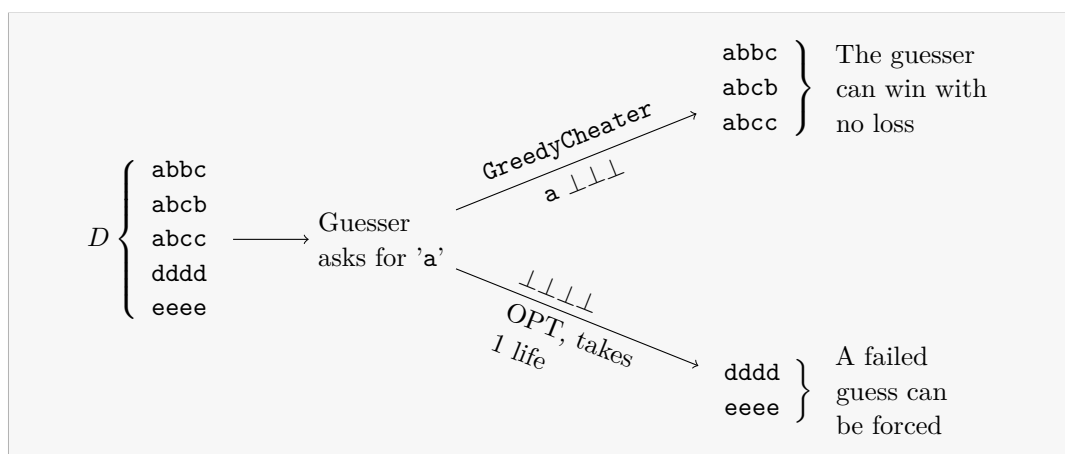 D
abbc
abcb
abcc
dddd
eeee
Guesser
asks for 'a'
GreedyCheater
a ⊥⊥⊥
abbc
abcb
abcc
The guesser
can win with
no loss
⊥⊥⊥⊥
OPT, takes
1 life
dddd
eeee
A failed
guess can
be forced